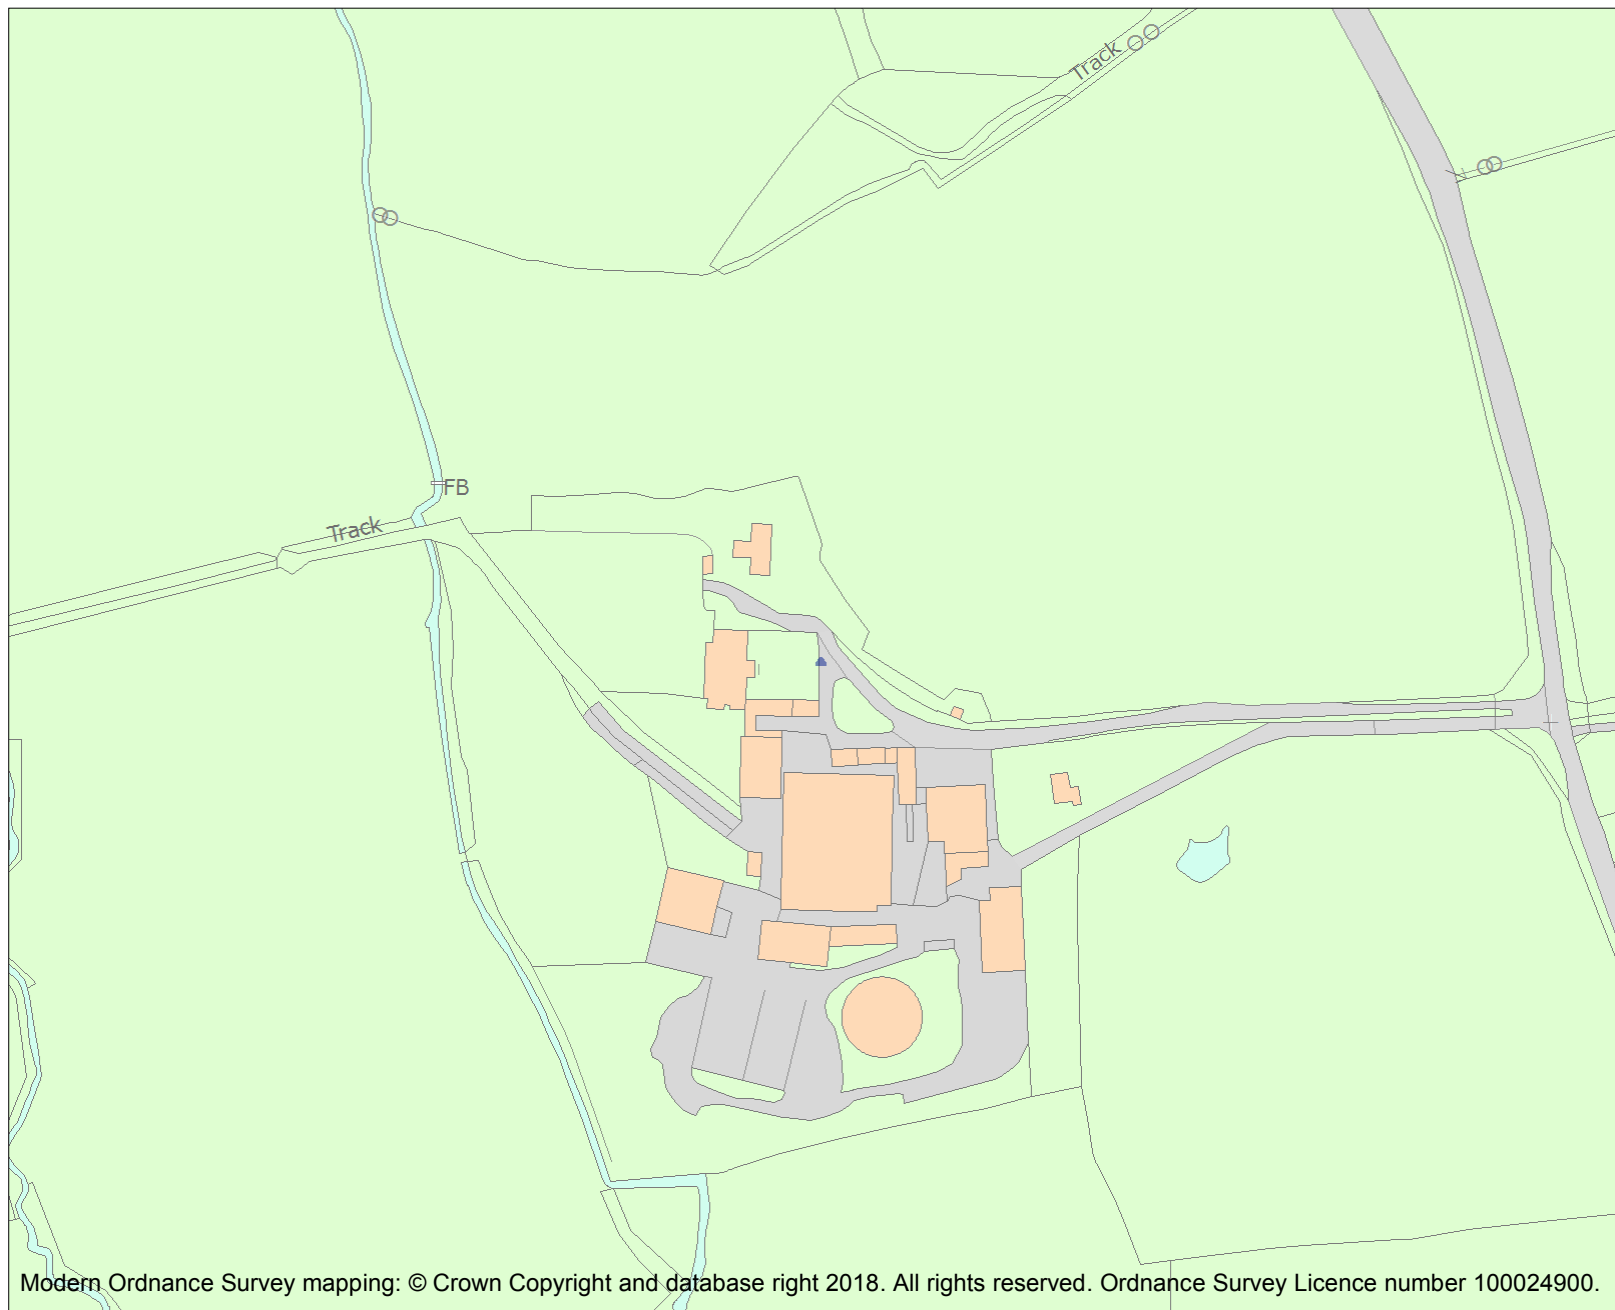 Track
FB
Track
Modern Ordnance Survey mapping: © Crown Copyright and database right 2018. All rights reserved. Ordnance Survey Licence number 100024900.